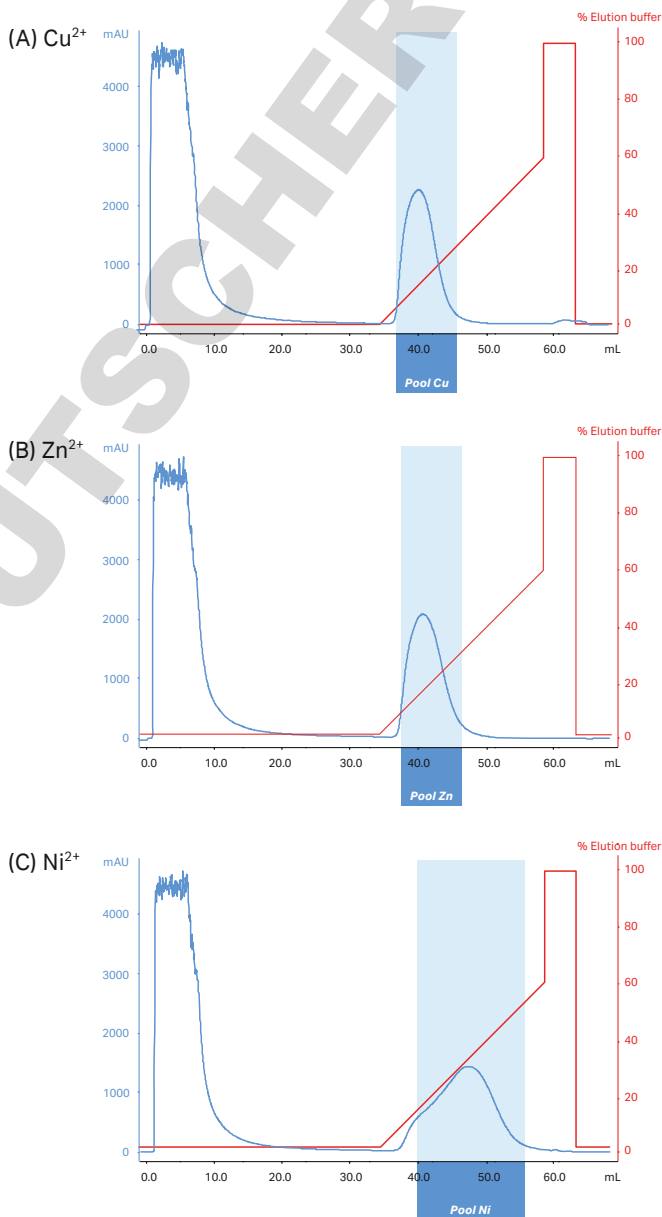 % Elution buffer
(A) Cu²⁺ mAU
100
4000
80
3000
60
2000
40
1000
20
0 0
0.0 10.0 20.0 30.0 40.0 50.0 60.0 mL
Pool Cu
% Elution buffer
(B) Zn²⁺ mAU
100
4000
80
3000
60
2000
40
1000
20
0 0
0.0 10.0 20.0 30.0 40.0 50.0 60.0 mL
Pool Zn
% Elution buffer
(C) Ni²⁺ mAU
100
4000
80
3000
60
2000
40
1000 20
0 0
0.0 10.0 20.0 30.0 40.0 50.0 60.0 mL
Pool Ni
UTSCHER